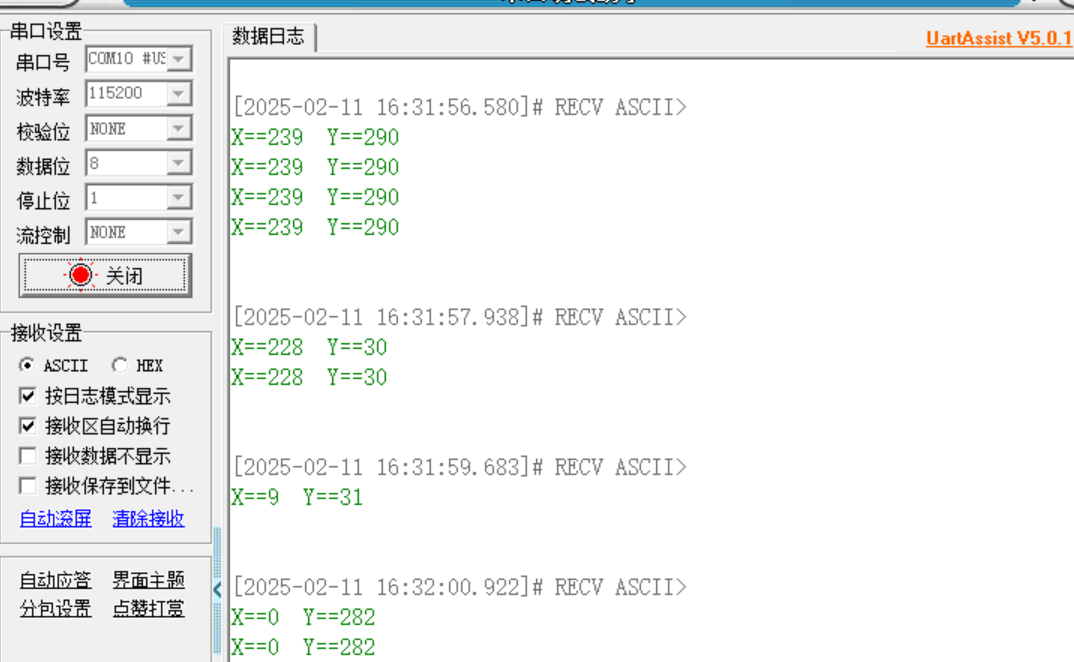 串口设置
串口号 COM10 #US
波特率 115200
校验位 NONE
数据位 8
停止位 1
流控制 NONE
关闭
接收设置
ASCII HEX
按日志模式显示
接收区自动换行
接收数据不显示
接收保存到文件...
自动滚屏 清除接收
自动应答 界面主题
分包设置 点赞打赏
数据日志
UartAssist V5.0.1
[2025-02-11 16:31:56.580]# RECV ASCII>
X==239 Y==290
X==239 Y==290
X==239 Y==290
X==239 Y==290
[2025-02-11 16:31:57.938]# RECV ASCII>
X==228 Y==30
X==228 Y==30
[2025-02-11 16:31:59.683]# RECV ASCII>
X==9 Y==31
[2025-02-11 16:32:00.922]# RECV ASCII>
X==0 Y==282
X==0 Y==282